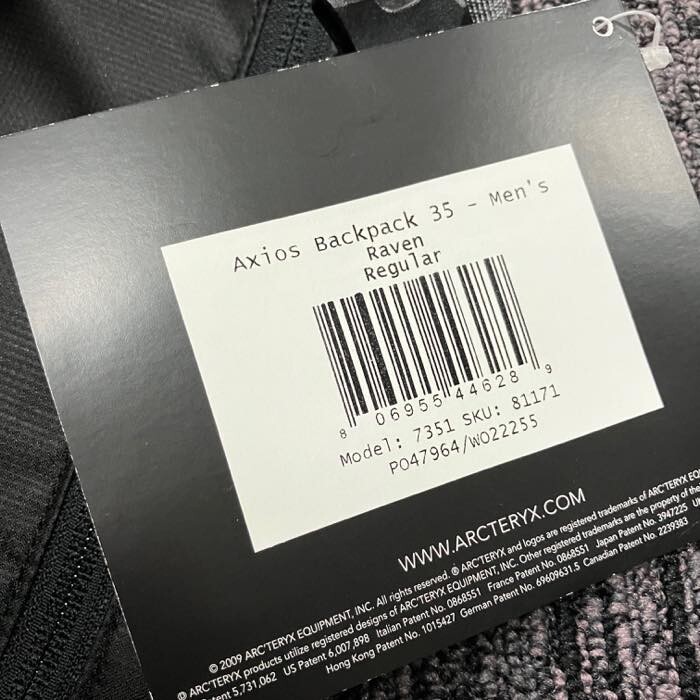 Axios Backpack 35 - Men's
Raven
Regular
8 06955 44628 9
Model: 7351 SKU: 81171
PO47964/WO22255
WWW.ARCTERYX.COM
© 2009 ARC'TERYX EQUIPMENT, INC. All rights reserved. ® ARC'TERYX and logos are registered trademarks of ARC'TERYX EQ
® ARC'TERYX products utilize registered designs of ARC'TERYX EQUIPMENT, INC. Other registered trademarks are the property of the
5,731,062 US Patent 6,007,898 Italian Patent No. 0868551 France Patent No. 0868551 Japan Patent No. 3947225
Hong Kong Patent No. 1015427 German Patent No. 69609631.5 Canadian Patent No. 2239383